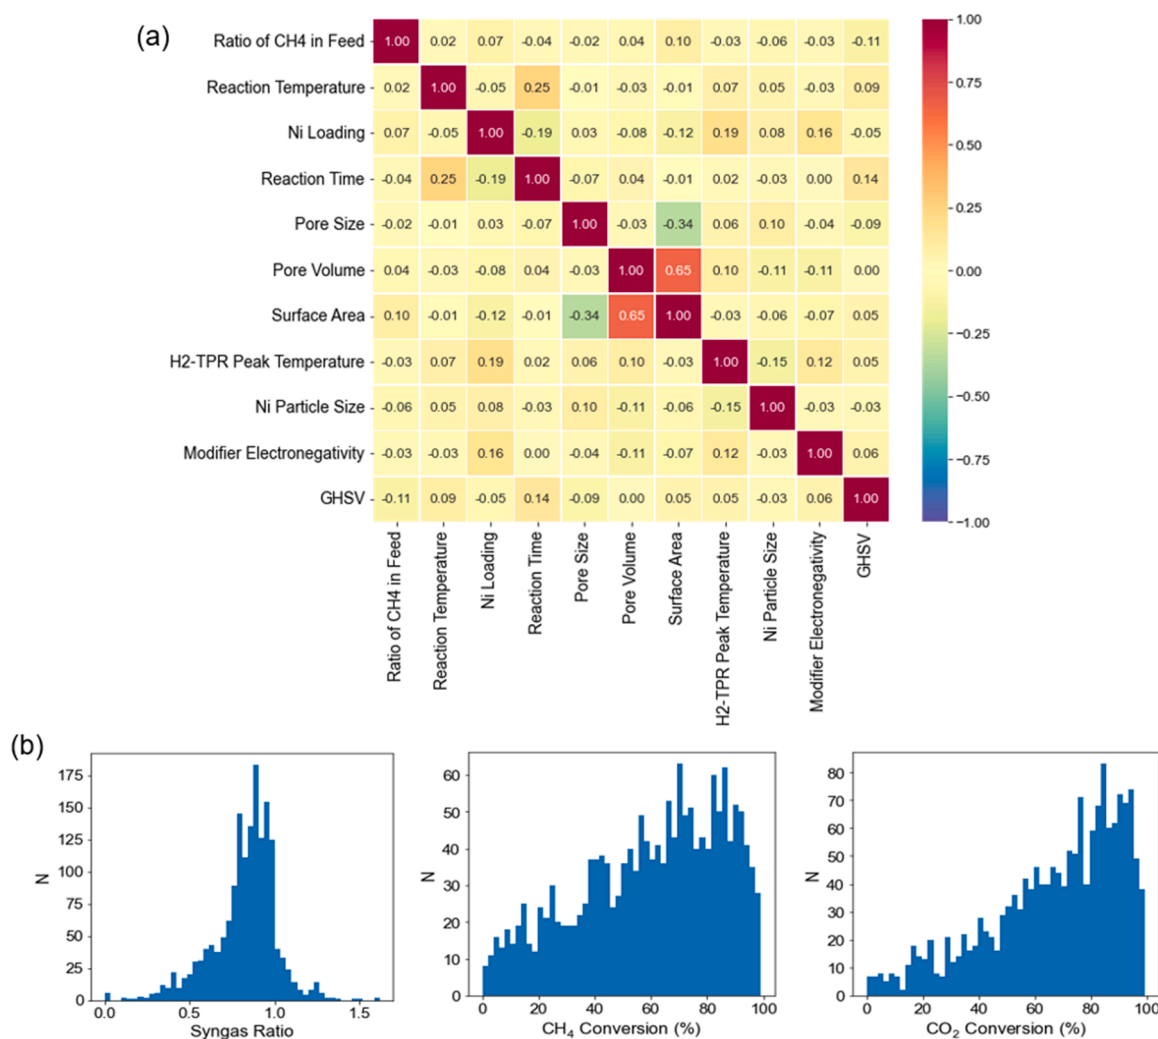 (a)
Ratio of CH4 in Feed 1.00 0.02 0.07 -0.04 -0.02 0.04 0.10 -0.03 -0.06 -0.03 -0.11
Reaction Temperature 0.02 1.00 -0.05 0.25 -0.01 -0.03 -0.01 0.07 0.05 -0.03 0.09
Ni Loading 0.07 -0.05 1.00 -0.19 0.03 -0.08 -0.12 0.19 0.08 0.16 -0.05
Reaction Time -0.04 0.25 -0.19 1.00 -0.07 0.04 -0.01 0.02 -0.03 0.00 0.14
Pore Size -0.02 -0.01 0.03 -0.07 1.00 -0.03 -0.34 0.06 0.10 -0.04 -0.09
Pore Volume 0.04 -0.03 -0.08 0.04 -0.03 1.00 0.65 0.10 -0.11 -0.11 0.00
Surface Area 0.10 -0.01 -0.12 -0.01 -0.34 0.65 1.00 -0.03 -0.06 -0.07 0.05
H2-TPR Peak Temperature -0.03 0.07 0.19 0.02 0.06 0.10 -0.03 1.00 -0.15 0.12 0.05
Ni Particle Size -0.06 0.05 0.08 -0.03 0.10 -0.11 -0.06 -0.15 1.00 -0.03 -0.03
Modifier Electronegativity -0.03 -0.03 0.16 0.00 -0.04 -0.11 -0.07 0.12 -0.03 1.00 0.06
GHSV -0.11 0.09 -0.05 0.14 -0.09 0.00 0.05 0.05 -0.03 0.06 1.00
Ratio of CH4 in Feed
Reaction Temperature
Ni Loading
Reaction Time
Pore Size
Pore Volume
Surface Area
H2-TPR Peak Temperature
Ni Particle Size
Modifier Electronegativity
GHSV
1.00
0.75
0.50
0.25
0.00
-0.25
-0.50
-0.75
-1.00
(b)
N
175
150
125
100
75
50
25
0
0.0 0.5 1.0 1.5
Syngas Ratio
N
60
50
40
30
20
10
0
0 20 40 60 80 100
CH₄ Conversion (%)
N
80
70
60
50
40
30
20
10
0
0 20 40 60 80 100
CO₂ Conversion (%)